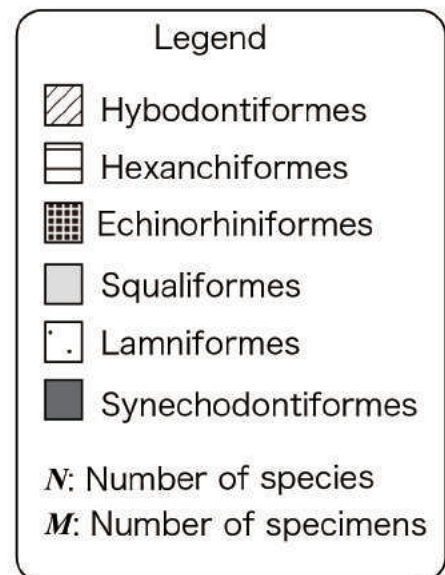 Legend
Hybodontiformes
Hexanchiformes
Echinorhiniformes
Squaliformes
Lamniformes
Synechodontiformes
N: Number of species
M: Number of specimens